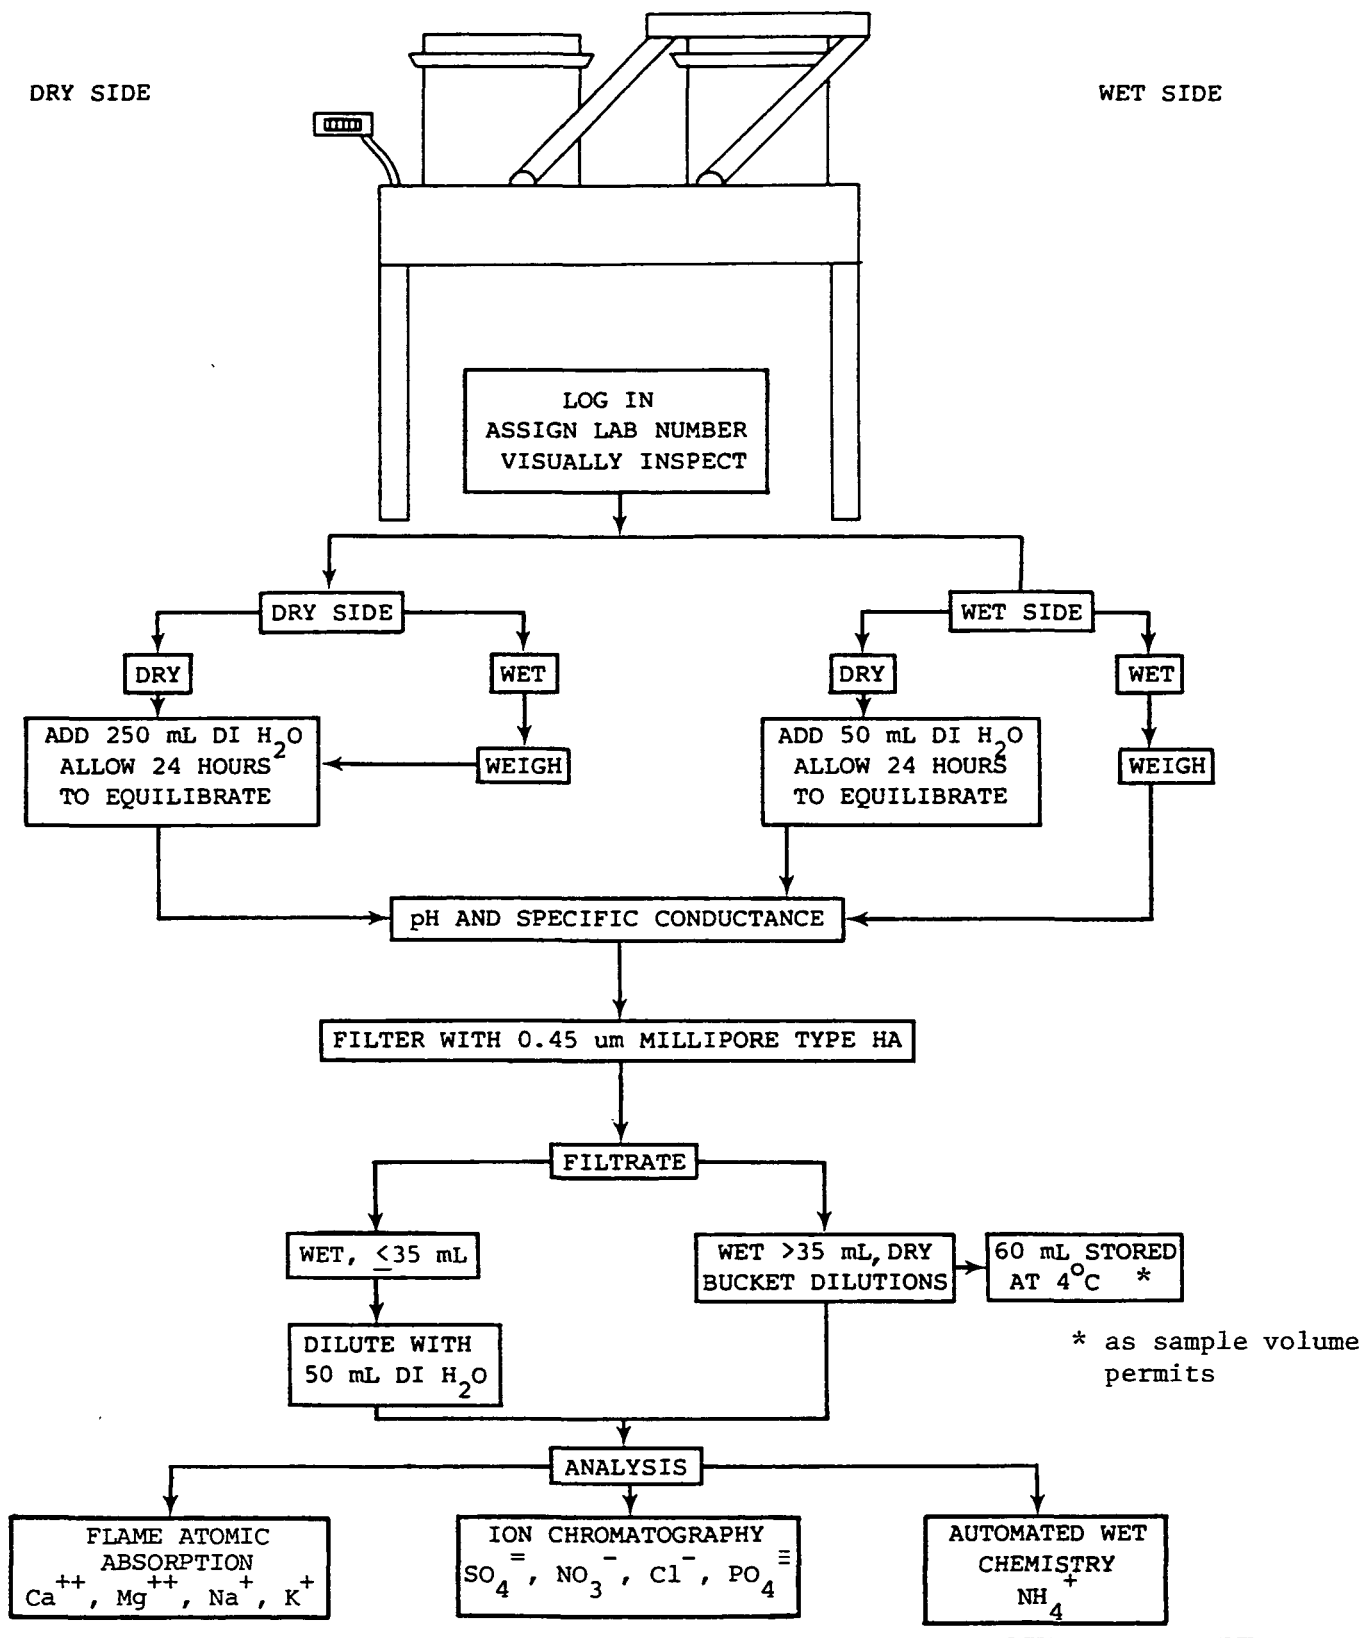 DRY SIDE
WET SIDE
LOG IN
ASSIGN LAB NUMBER
VISUALLY INSPECT
DRY SIDE
WET SIDE
DRY
WET
DRY
WET
ADD 250 mL DI H₂O
ALLOW 24 HOURS
TO EQUILIBRATE
WEIGH
ADD 50 mL DI H₂O
ALLOW 24 HOURS
TO EQUILIBRATE
WEIGH
pH AND SPECIFIC CONDUCTANCE
FILTER WITH 0.45 um MILLIPORE TYPE HA
FILTRATE
WET, ≤35 mL
WET >35 mL, DRY
BUCKET DILUTIONS
60 mL STORED
AT 4°C *
* as sample volume
permits
DILUTE WITH
50 mL DI H₂O
ANALYSIS
FLAME ATOMIC
ABSORPTION
Ca⁺⁺, Mg⁺⁺, Na⁺, K⁺
ION CHROMATOGRAPHY
SO₄⁼, NO₃⁻, Cl⁻, PO₄^≡
AUTOMATED WET
CHEMISTRY
NH₄⁺